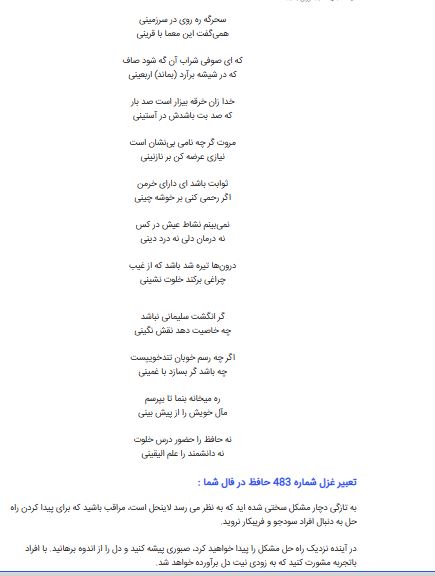 سحرگه ره روی در سرزمینی
همی‌گفت این معما با قرینی
که ای صوفی شراب آن گه شود صاف
که در شیشه برآرد (بماند) اربعینی
خدا زان خرقه بیزار است صد بار
که صد بت باشدش در آستینی
مروت گر چه نامی بی‌نشان است
نیازی عرضه کن بر نازنینی
ثوابت باشد ای دارای خرمن
اگر رحمی کنی بر خوشه چینی
نمی‌بینم نشاط عیش در کس
نه درمان دلی نه درد دینی
درون‌ها تیره شد باشد که از غیب
چراغی برکند خلوت نشینی
گر انگشت سلیمانی نباشد
چه خاصیت دهد نقش نگینی
اگر چه رسم خوبان تندخوییست
چه باشد گر بسازد با غمینی
ره میخانه بنما تا بپرسم
مآل خویش را از پیش بینی
نه حافظ را حضور درس خلوت
نه دانشمند را علم الیقینی
تعبیر غزل شماره 483 حافظ در فال شما :
به تازگی دچار مشکل سختی شده اید که به نظر می رسد لاینحل است، مراقب باشید که برای پیدا کردن راه
حل به دنبال افراد سودجو و فریبکار نروید.
در آینده نزدیک راه حل مشکل را پیدا خواهید کرد، صبوری پیشه کنید و دل را از اندوه برهانید. با افراد
باتجربه مشورت کنید که به زودی نیت دل برآورده خواهد شد.